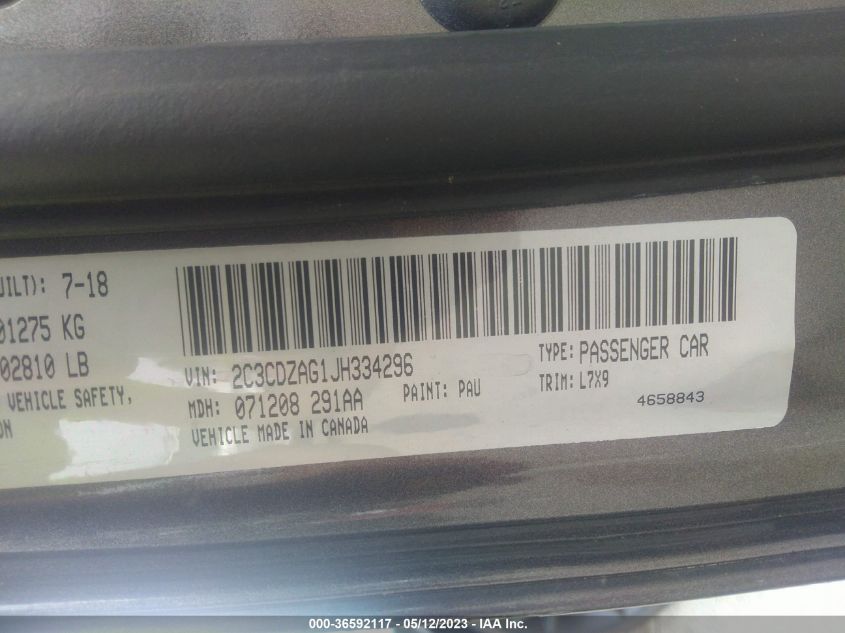 UILT): 7-18
01275 KG
02810 LB
VEHICLE SAFETY,
ON
VIN: 2C3CDZAG1JH334296
TYPE: PASSENGER CAR
MDH: 071208 291AA
PAINT: PAU
TRIM: L7X9
VEHICLE MADE IN CANADA
4658843
000-36592117 - 05/12/2023 - IAA Inc.